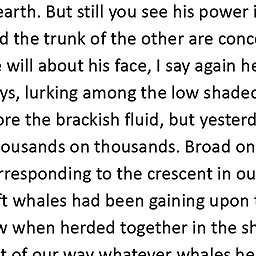 earth. But still you see his power i
d the trunk of the other are conc
will about his face, I say again he
ys, lurking among the low shaded
ore the brackish fluid, but yesterd
ousands on thousands. Broad on
rresponding to the crescent in ou
ft whales had been gaining upon
w when herded together in the sh
t of our way whatever whales he